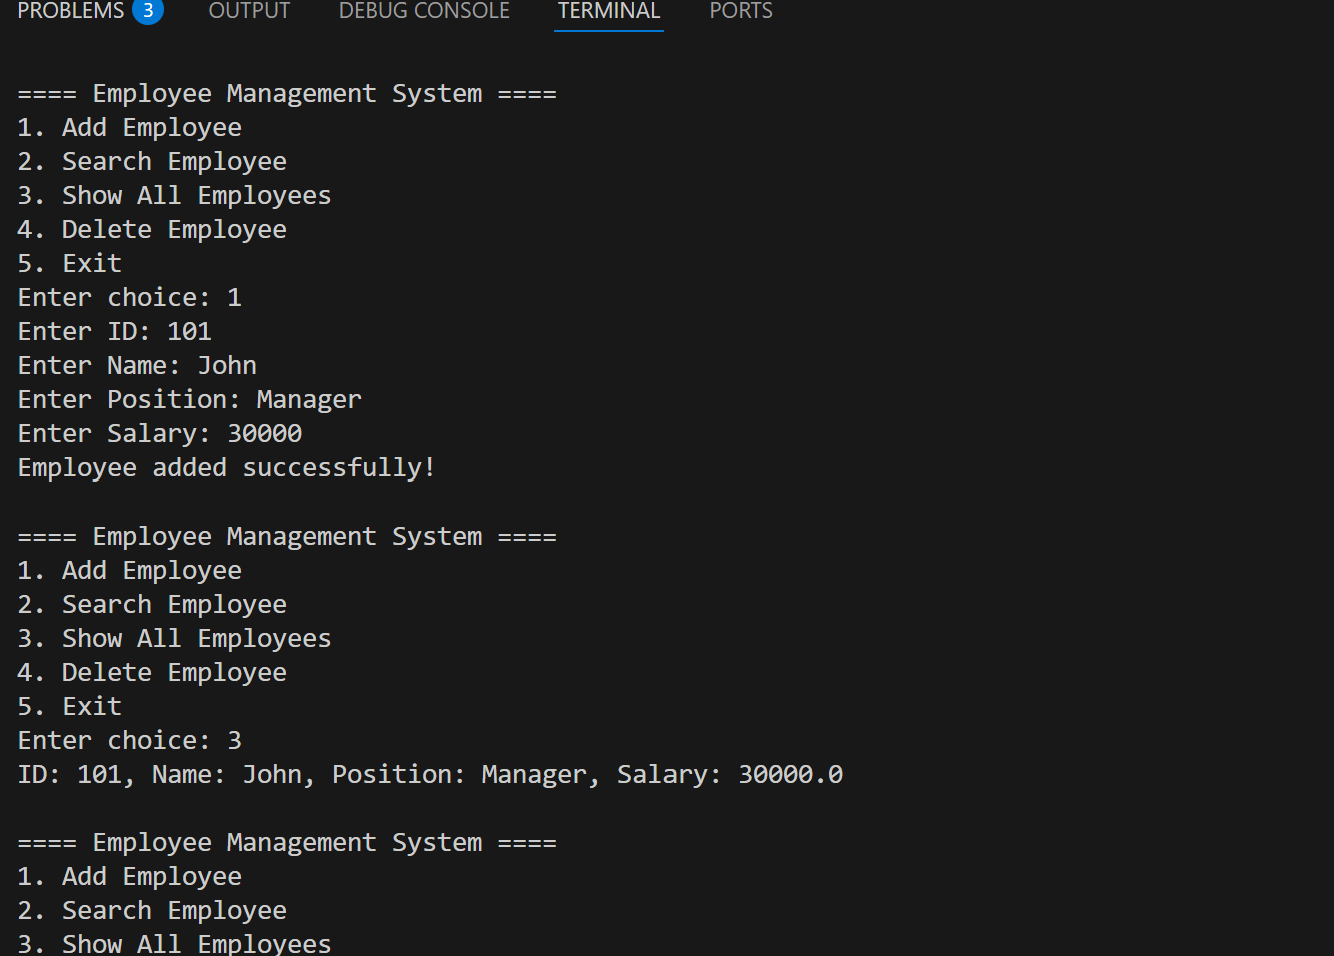 PROBLEMS 3 OUTPUT DEBUG CONSOLE TERMINAL PORTS
==== Employee Management System ====
1. Add Employee
2. Search Employee
3. Show All Employees
4. Delete Employee
5. Exit
Enter choice: 1
Enter ID: 101
Enter Name: John
Enter Position: Manager
Enter Salary: 30000
Employee added successfully!
==== Employee Management System ====
1. Add Employee
2. Search Employee
3. Show All Employees
4. Delete Employee
5. Exit
Enter choice: 3
ID: 101, Name: John, Position: Manager, Salary: 30000.0
==== Employee Management System ====
1. Add Employee
2. Search Employee
3. Show All Employees